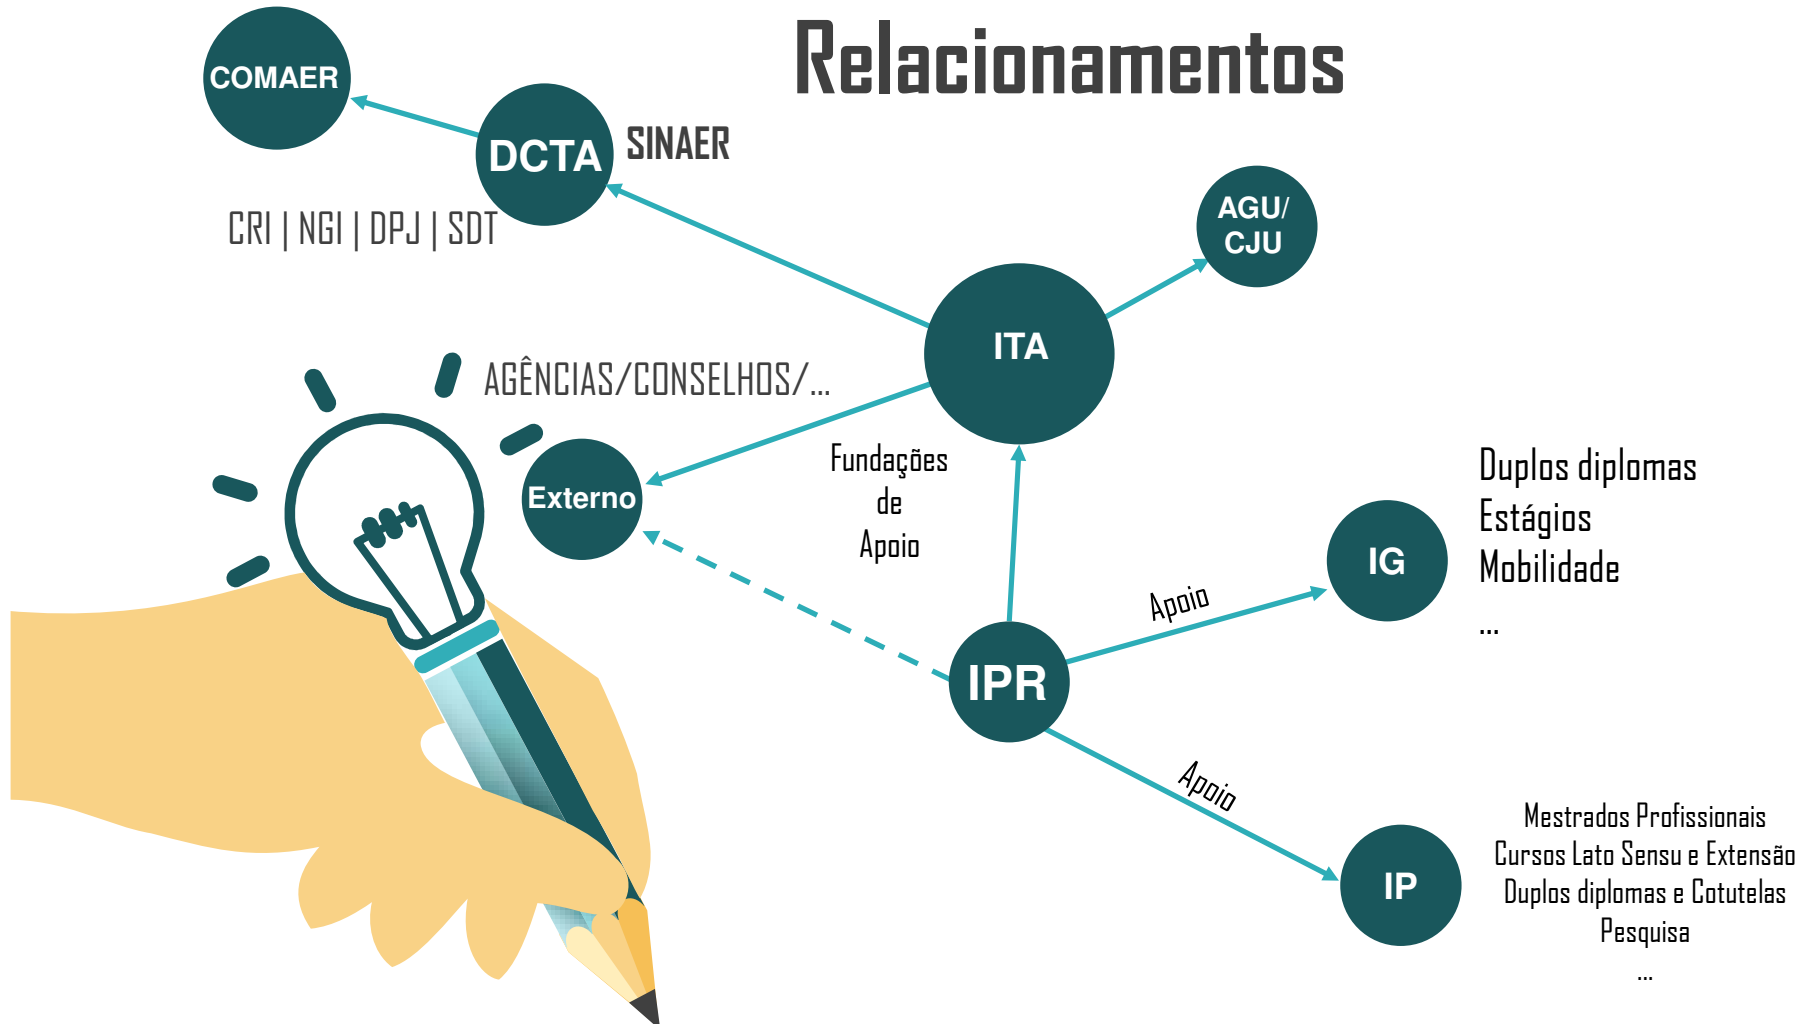 Relacionamentos
COMAER
DCTA
SINAER
CRI | NGI | DPJ | SDT
AGU/
CJU
ITA
AGÊNCIAS/CONSELHOS/...
Externo
Fundações
de
Apoio
IPR
Apoio
IG
Duplos diplomas
Estágios
Mobilidade
...
Apoio
IP
Mestrados Profissionais
Cursos Lato Sensu e Extensão
Duplos diplomas e Cotutelas
Pesquisa
...